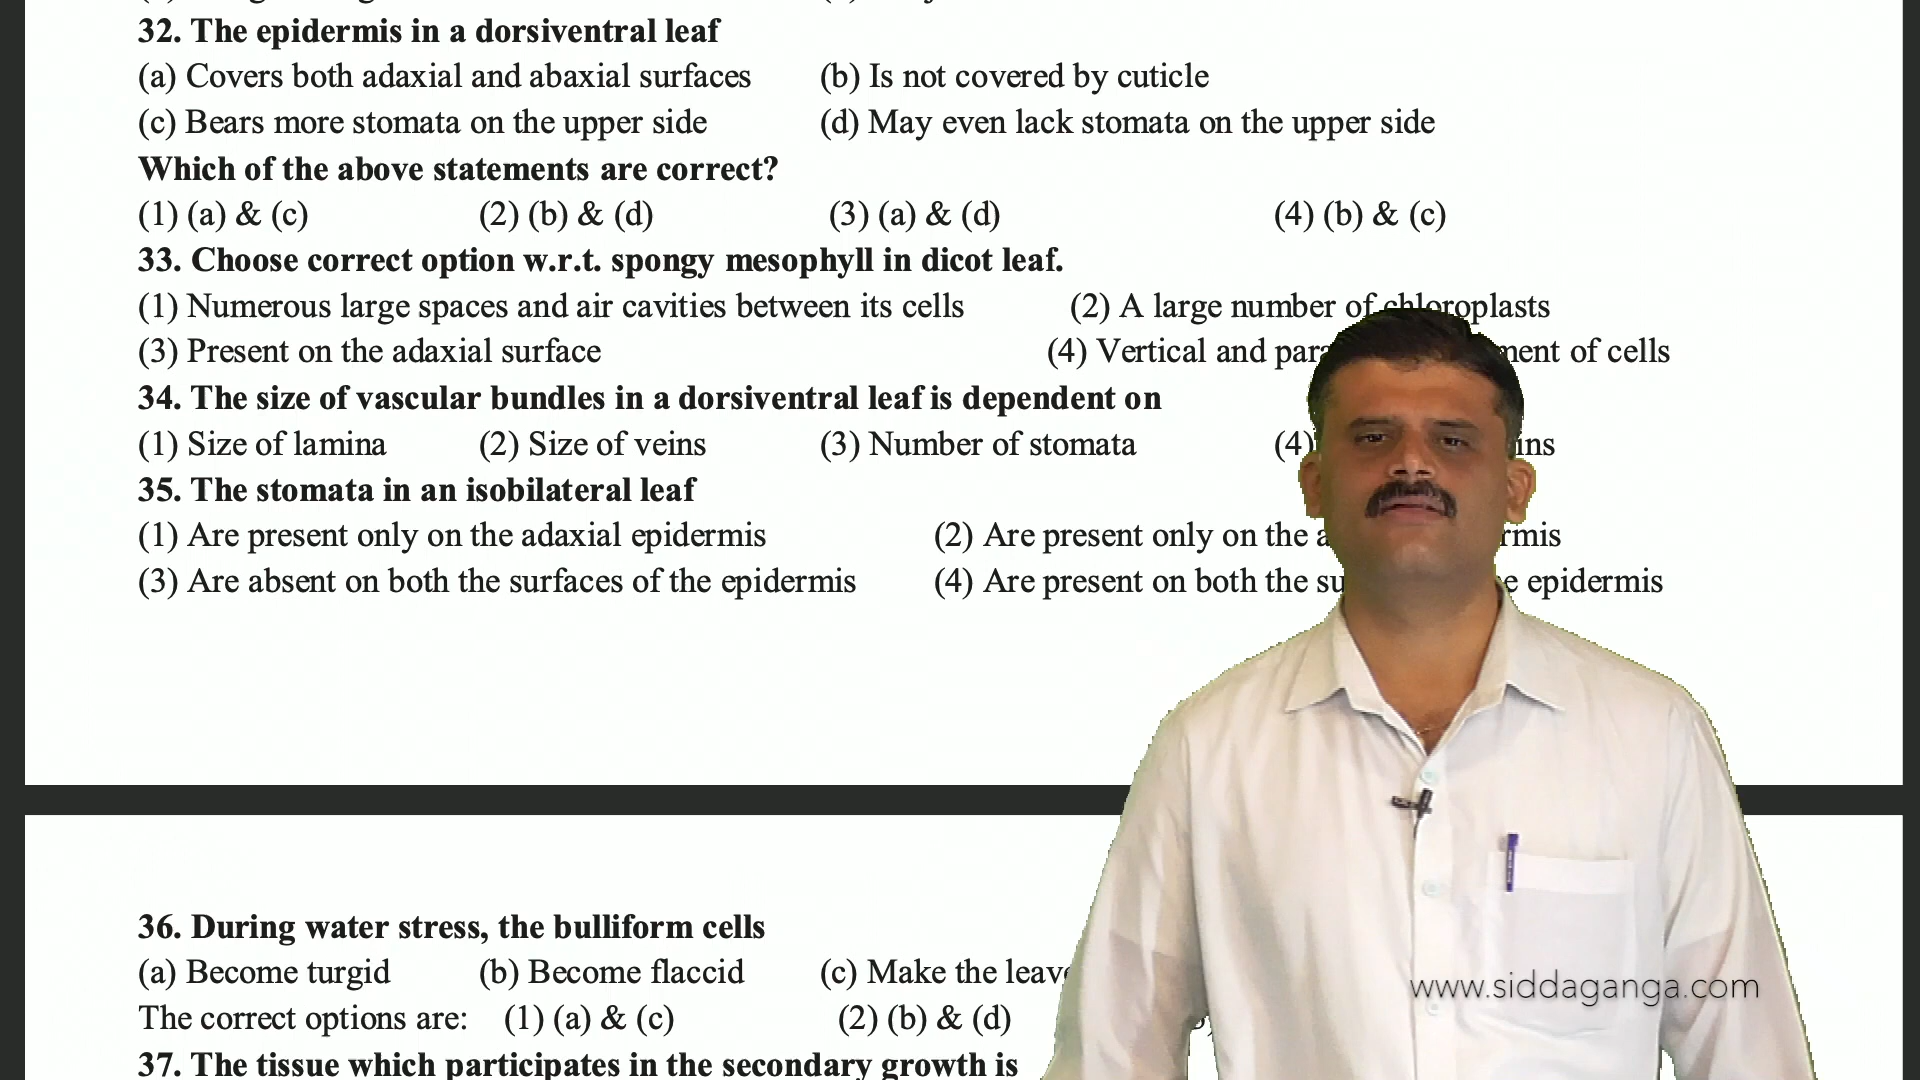 32. The epidermis in a dorsiventral leaf
(a) Covers both adaxial and abaxial surfaces (b) Is not covered by cuticle
(c) Bears more stomata on the upper side (d) May even lack stomata on the upper side
Which of the above statements are correct?
(1) (a) & (c) (2) (b) & (d) (3) (a) & (d) (4) (b) & (c)
33. Choose correct option w.r.t. spongy mesophyll in dicot leaf.
(1) Numerous large spaces and air cavities between its cells (2) A large number of chloroplasts
(3) Present on the adaxial surface (4) Vertical and of cells
34. The size of vascular bundles in a dorsiventral leaf is dependent on
(1) Size of lamina (2) Size of veins (3) Number of stomata (4)
35. The stomata in an isobilateral leaf
(1) Are present only on the adaxial epidermis (2) Are present only on the
(3) Are absent on both the surfaces of the epidermis (4) Are present on both the epidermis
36. During water stress, the bulliform cells
(a) Become turgid (b) Become flaccid (c) Make the
The correct options are: (1) (a) & (c) (2) (b) & (d)
37. The tissue which participates in the secondary growth is
www.siddaganga.com